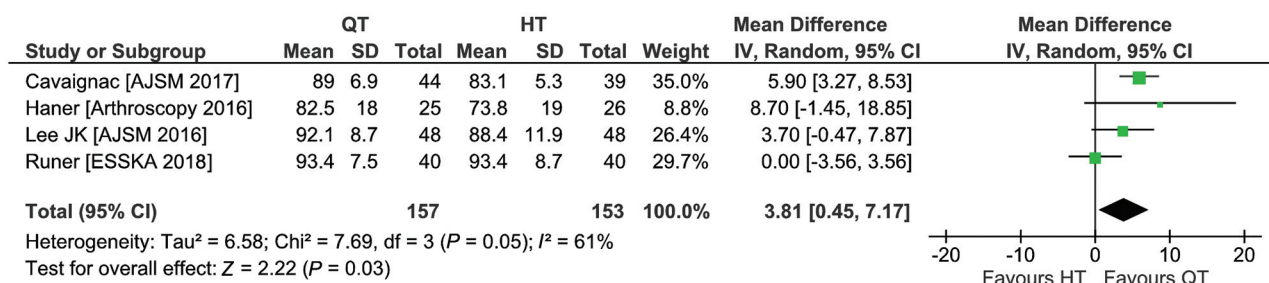 QT HT Mean Difference Mean Difference
Study or Subgroup Mean SD Total Mean SD Total Weight IV, Random, 95% CI IV, Random, 95% CI
Cavaignac [AJSM 2017] 89 6.9 44 83.1 5.3 39 35.0% 5.90 [3.27, 8.53]
Haner [Arthroscopy 2016] 82.5 18 25 73.8 19 26 8.8% 8.70 [-1.45, 18.85]
Lee JK [AJSM 2016] 92.1 8.7 48 88.4 11.9 48 26.4% 3.70 [-0.47, 7.87]
Runer [ESSKA 2018] 93.4 7.5 40 93.4 8.7 40 29.7% 0.00 [-3.56, 3.56]
Total (95% CI) 157 153 100.0% 3.81 [0.45, 7.17]
Heterogeneity: Tau² = 6.58; Chi² = 7.69, df = 3 (P = 0.05); I² = 61%
Test for overall effect: Z = 2.22 (P = 0.03)
-20 -10 0 10 20
Favours HT Favours QT